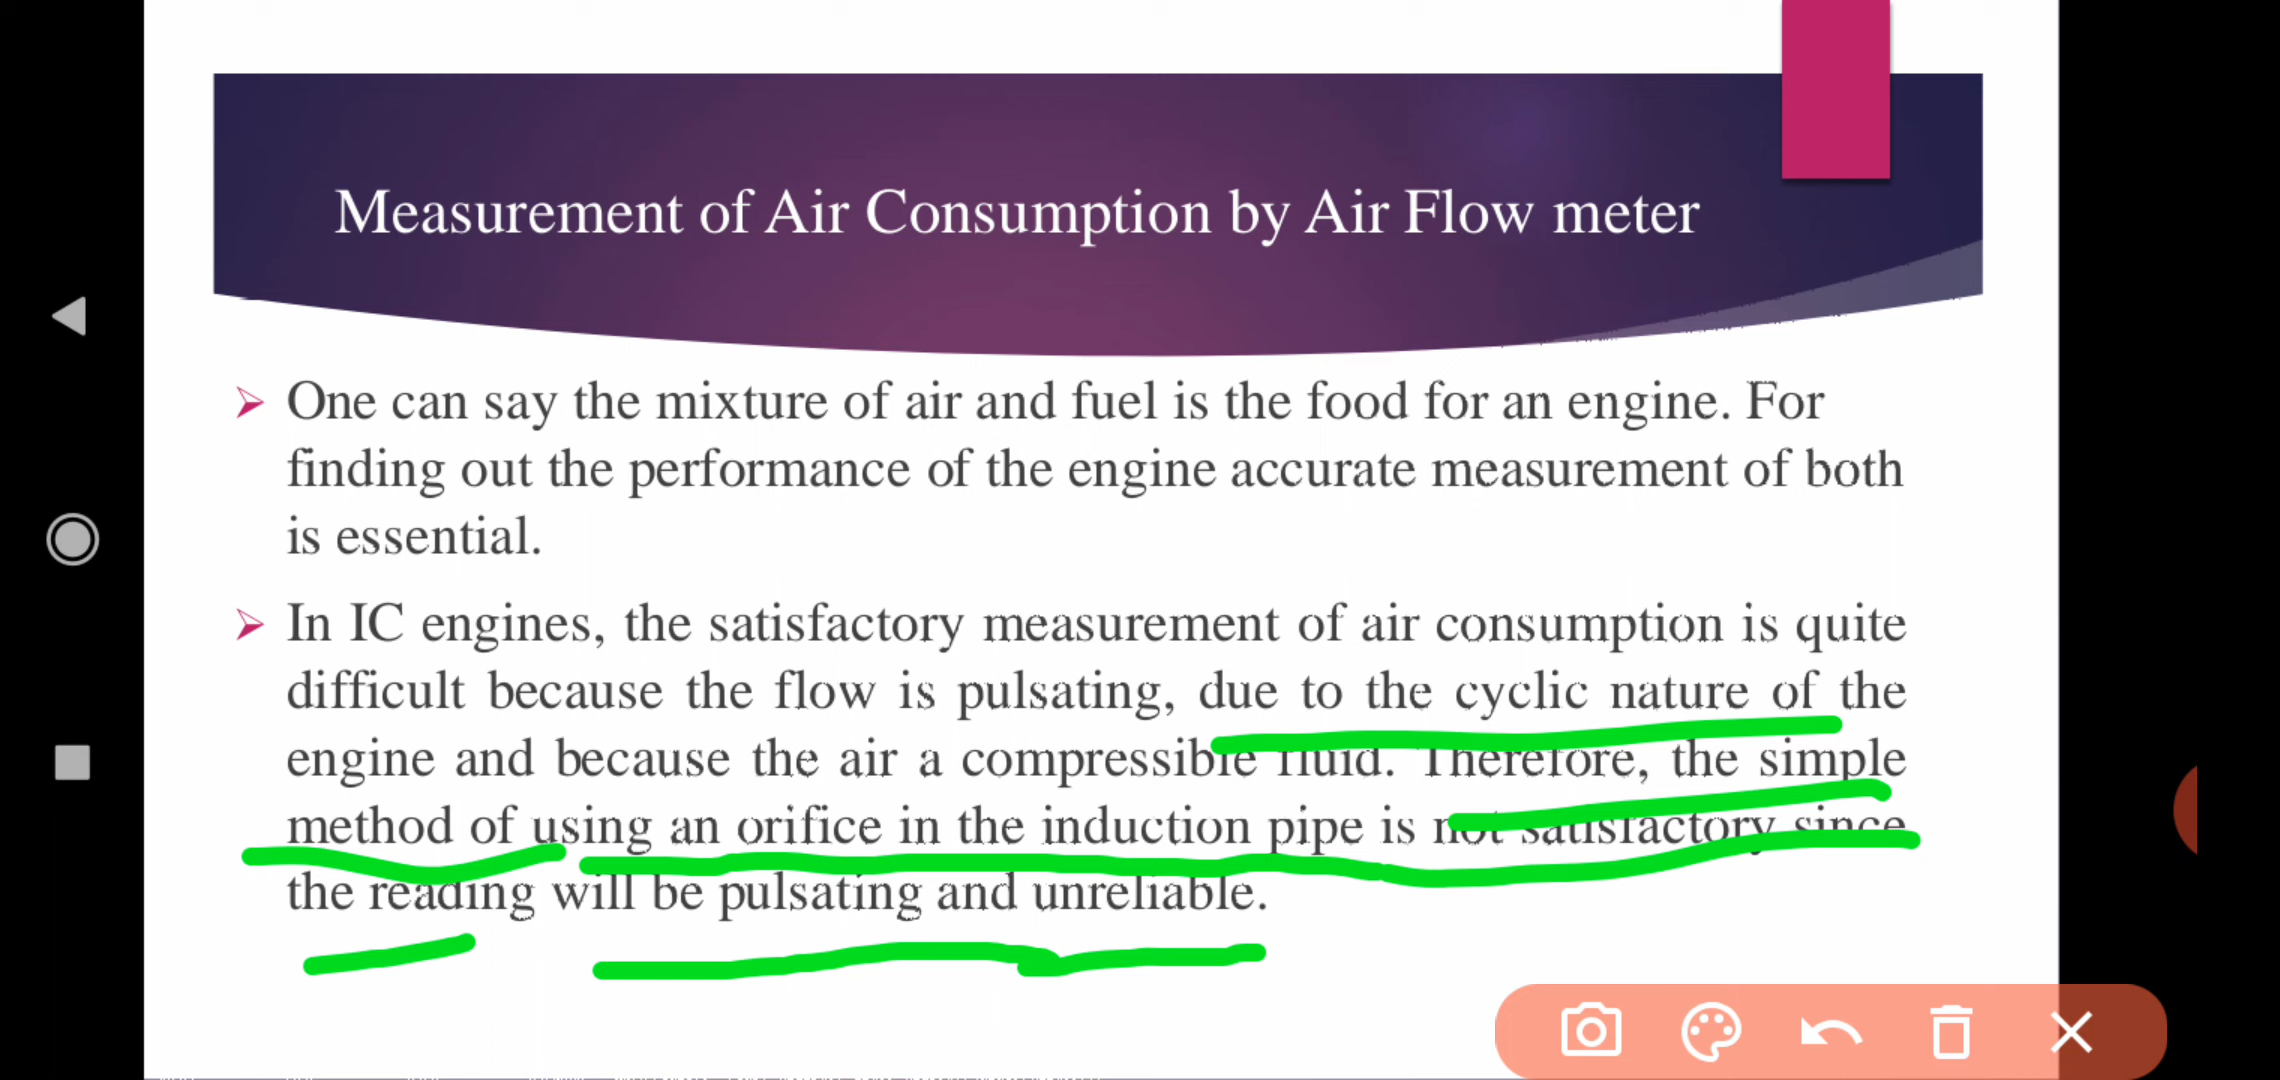 Measurement of Air Consumption by Air Flow meter
One can say the mixture of air and fuel is the food for an engine. For
finding out the performance of the engine accurate measurement of both
is essential.
In IC engines, the satisfactory measurement of air consumption is quite
difficult because the flow is pulsating, due to the cyclic nature of the
engine and because the air a compressible fluid. Therefore, the simple
method of using an orifice in the induction pipe is not satisfactory since
the reading will be pulsating and unreliable.